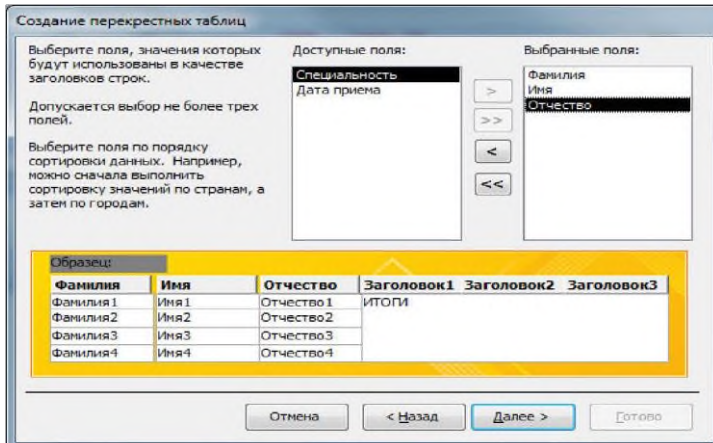 Создание перекрестных таблиц
Выберите поля, значения которых
будут использованы в качестве
заголовков строк.
Допускается выбор не более трех
полей.
Выберите поля по порядку
сортировки данных. Например,
можно сначала выполнить
сортировку значений по странам, а
затем по городам.
Доступные поля:
Специальность
Дата приема
>
>>
<
<<
Выбранные поля:
Фамилия
Имя
Отчество
Образец:
Фамилия Имя Отчество Заголовок1 Заголовок2 Заголовок3
Фамилия1 Имя1 Отчество1 ИТОГИ
Фамилия2 Имя2 Отчество2
Фамилия3 Имя3 Отчество3
Фамилия4 Имя4 Отчество4
Отмена < Назад Далее > Готово